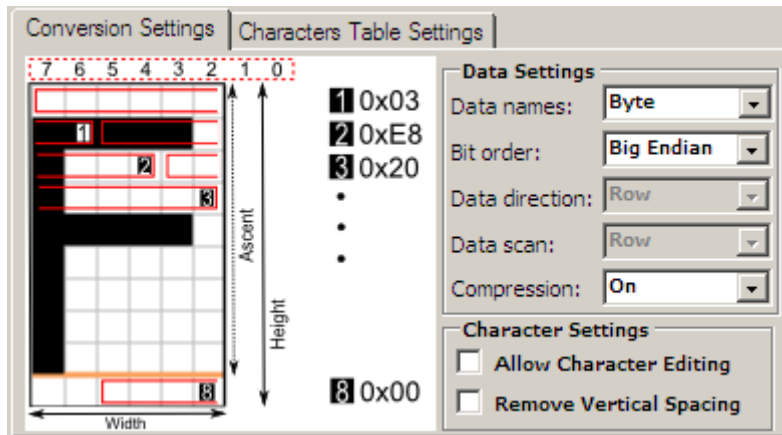 Conversion Settings
Characters Table Settings
7 6 5 4 3 2 1 0
1 0x03
2 0xE8
3 0x20
1
2
3
Ascent
Height
8
8 0x00
Width
Data Settings
Data names: Byte
Bit order: Big Endian
Data direction: Row
Data scan: Row
Compression: On
Character Settings
Allow Character Editing
Remove Vertical Spacing